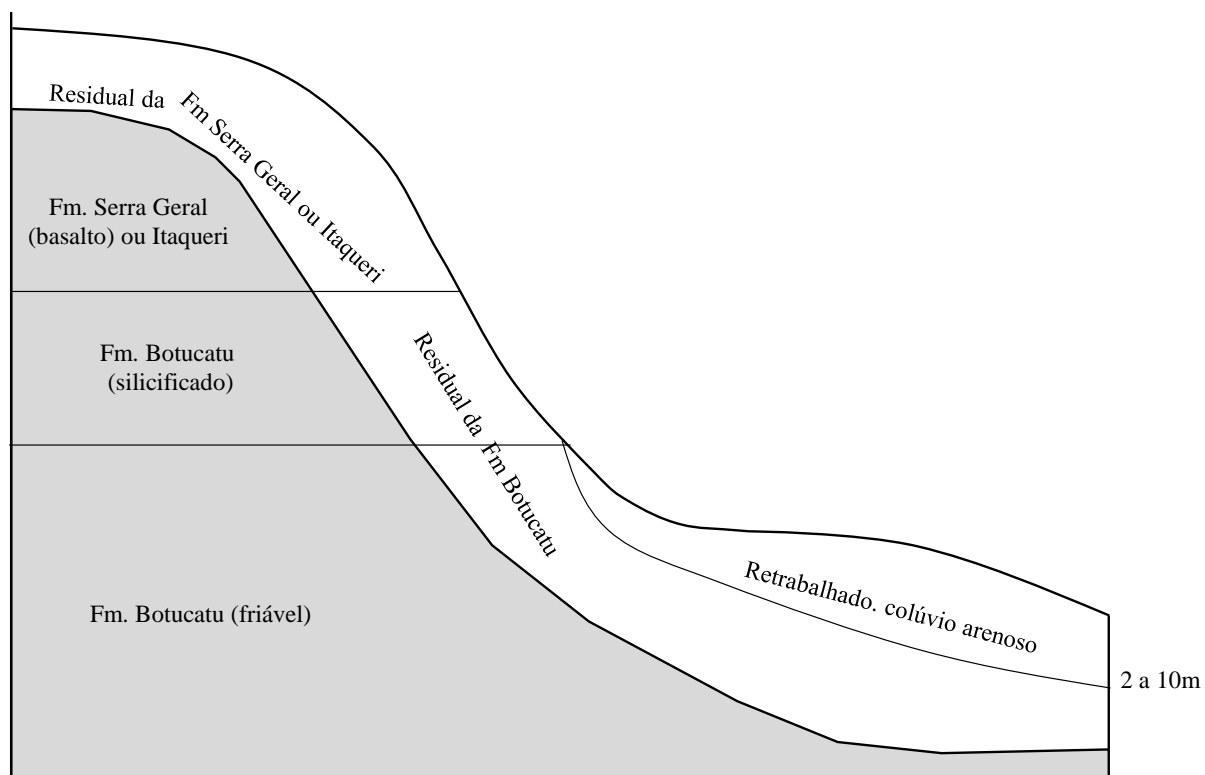 Residual da Fm Serra Geral ou Itaqueri
Fm. Serra Geral
(basalto) ou Itaqueri
Fm. Botucatu
(silicificado)
Residual da Fm Botucatu
Fm. Botucatu (friável)
Retrabalhado. colúvio arenoso
2 a 10m